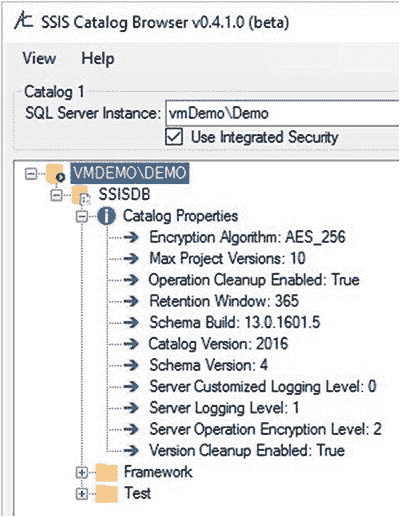 SSIS Catalog Browser v0.4.1.0 (beta)
View Help
Catalog 1
SQL Server Instance: vmDemo\Demo
Use Integrated Security
VMDEMO\DEMO
SSISDB
Catalog Properties
Encryption Algorithm: AES_256
Max Project Versions: 10
Operation Cleanup Enabled: True
Retention Window: 365
Schema Build: 13.0.1601.5
Catalog Version: 2016
Schema Version: 4
Server Customized Logging Level: 0
Server Logging Level: 1
Server Operation Encryption Level: 2
Version Cleanup Enabled: True
Framework
Test